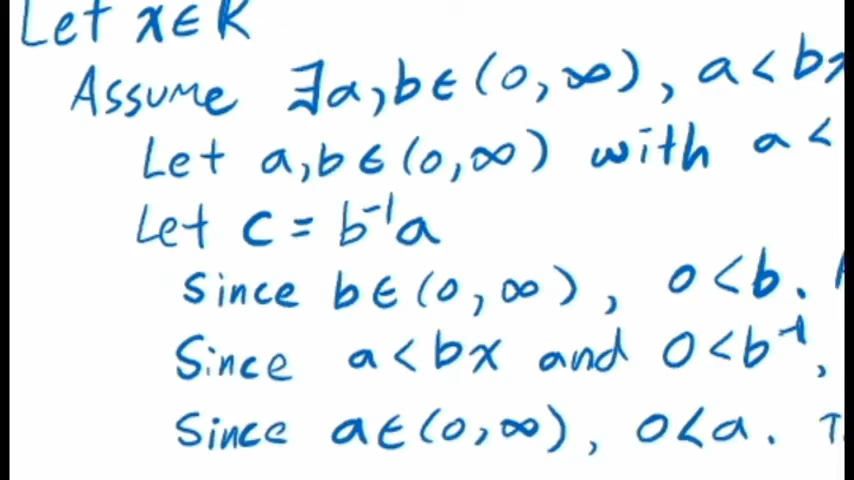 Let x ∈ R
Assume ∃a,b ∈ (0, ∞), a < bx
Let a,b ∈ (0, ∞) with a <
Let c = b⁻¹a
Since b ∈ (0, ∞), 0 < b.
Since a < bx and 0 < b⁻¹,
Since a ∈ (0, ∞), 0 < a. T